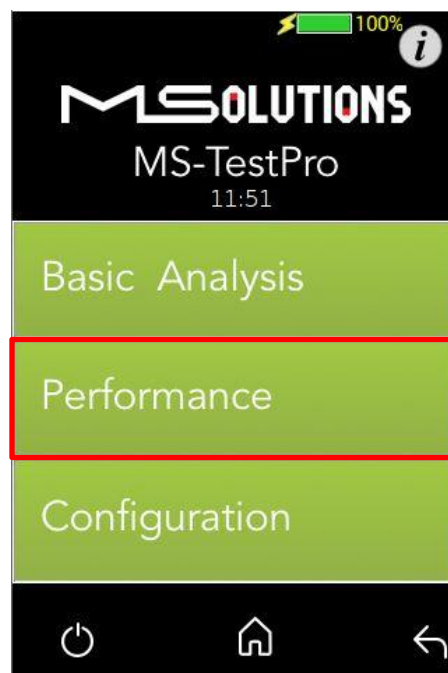 100%
i
MSOLUTIONS
MS-TestPro
11:51
Basic Analysis
Performance
Configuration